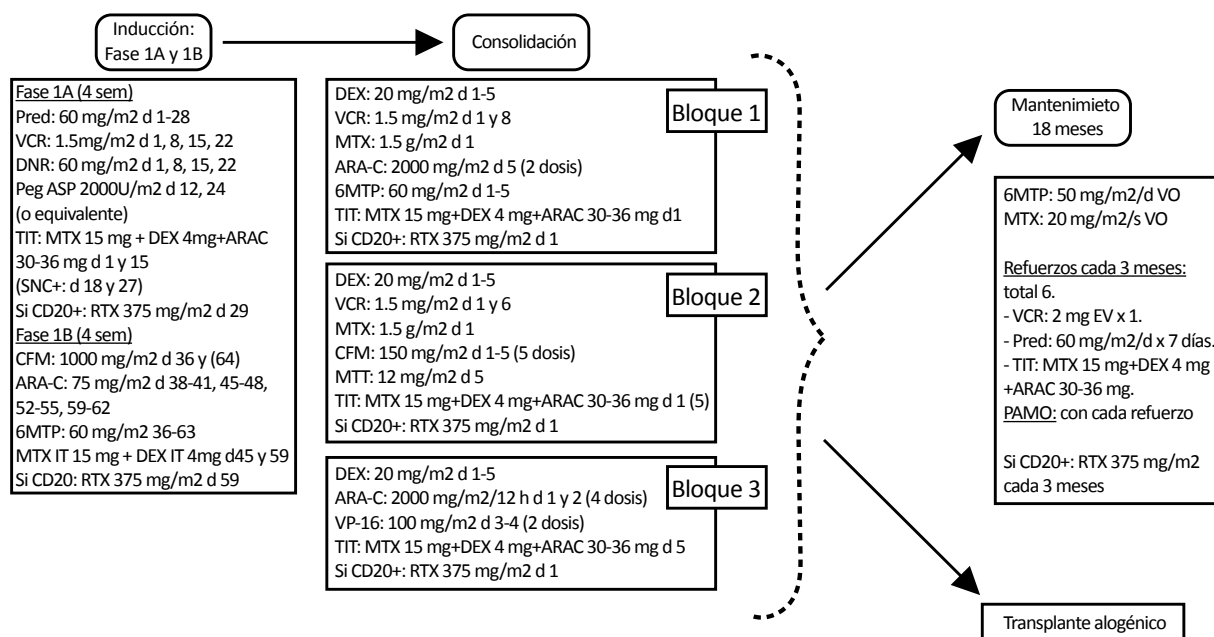 Inducción:
Fase 1A y 1B
Fase 1A (4 sem)
Pred: 60 mg/m2 d 1-28
VCR: 1.5mg/m2 d 1, 8, 15, 22
DNR: 60mg/m2 d 1, 8, 15, 22
Peg ASP 2000U/m2 d 12, 24
(o equivalente)
TIT: MTX 15 mg + DEX 4mg+ARAC
30-36 mg d 1 y 15
(SNC+: d 18 y 27)
Si CD20+: RTX 375 mg/m2 d 29
Fase 1B (4 sem)
CFM: 1000 mg/m2 d 36 y (64)
ARA-C: 75 mg/m2 d 38-41, 45-48,
52-55, 59-62
6MTP: 60 mg/m2 36-63
MTX IT 15 mg + DEX IT 4mg d45 y 59
Si CD20: RTX 375 mg/m2 d 59
Consolidación
Bloque 1
DEX: 20 mg/m2 d 1-5
VCR: 1.5 mg/m2 d 1 y 8
MTX: 1.5 g/m2 d 1
ARA-C: 2000 mg/m2 d 5 (2 dosis)
6MTP: 60 mg/m2 d 1-5
TIT: MTX 15 mg+DEX 4 mg+ARAC 30-36 mg d1
Si CD20+: RTX 375 mg/m2 d 1
Bloque 2
DEX: 20 mg/m2 d 1-5
VCR: 1.5 mg/m2 d 1 y 6
MTX: 1.5 g/m2 d 1
CFM: 150 mg/m2 d 1-5 (5 dosis)
MTT: 12 mg/m2 d 5
TIT: MTX 15 mg+DEX 4 mg+ARAC 30-36 mg d 1 (5)
Si CD20+: RTX 375 mg/m2 d 1
Bloque 3
DEX: 20 mg/m2 d 1-5
ARA-C: 2000 mg/m2/12 h d 1 y 2 (4 dosis)
VP-16: 100 mg/m2 d 3-4 (2 dosis)
TIT: MTX 15 mg+DEX 4 mg+ARAC 30-36 mg d 5
Si CD20+: RTX 375 mg/m2 d 1
Mantenimieto
18 meses
6MTP: 50 mg/m2/d VO
MTX: 20 mg/m2/s VO
Refuerzos cada 3 meses:
total 6.
- VCR: 2 mg EV x 1.
- Pred: 60 mg/m2/d x 7 días.
- TIT: MTX 15 mg+DEX 4 mg
+ARAC 30-36 mg.
PAMO: con cada refuerzo
Si CD20+: RTX 375 mg/m2
cada 3 meses
Transplante alogénico